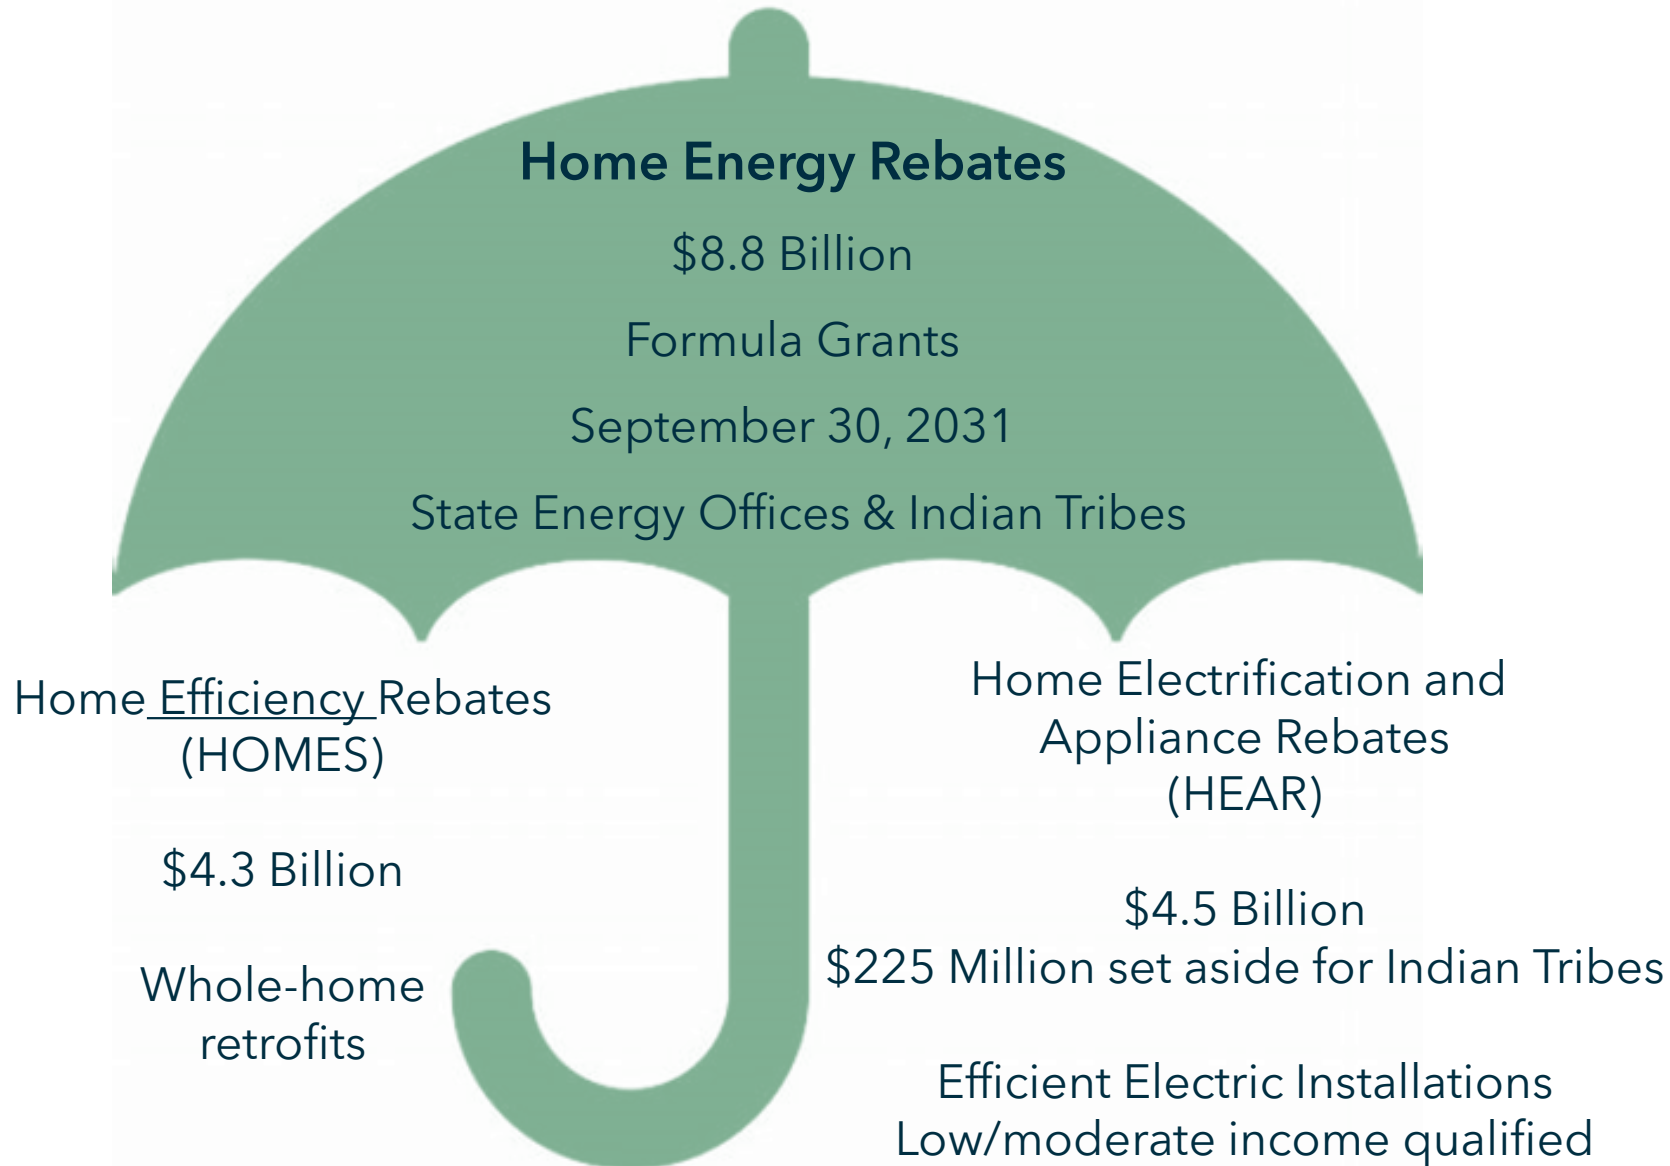 Home Energy Rebates
$8.8 Billion
Formula Grants
September 30, 2031
State Energy Offices & Indian Tribes
Home Efficiency Rebates
(HOMES)
$4.3 Billion
Whole-home
retrofits
Home Electrification and
Appliance Rebates
(HEAR)
$4.5 Billion
$225 Million set aside for Indian Tribes
Efficient Electric Installations
Low/moderate income qualified